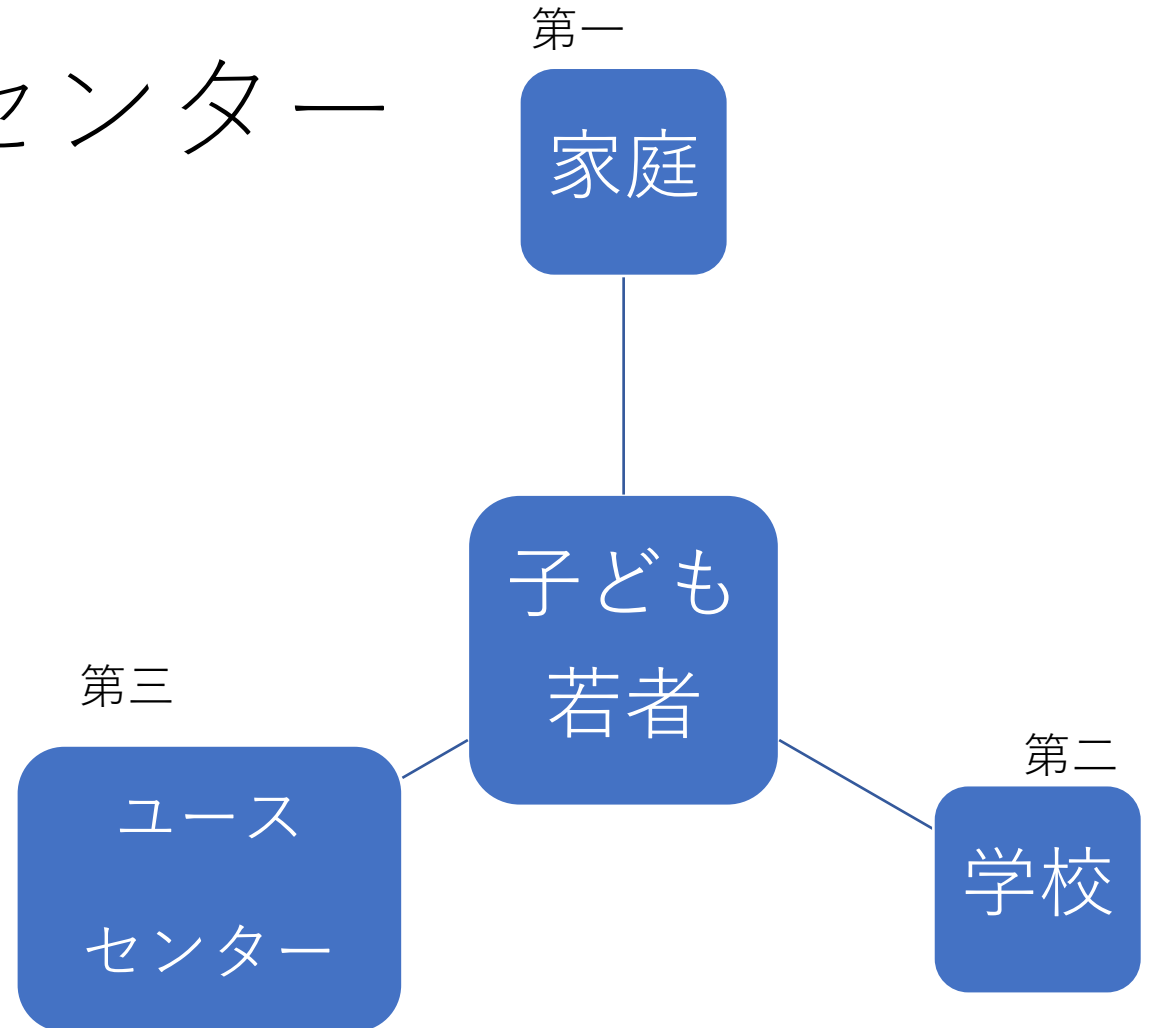 第一
センター
家庭
子ども
若者
第三
第二
ユース
センター
学校